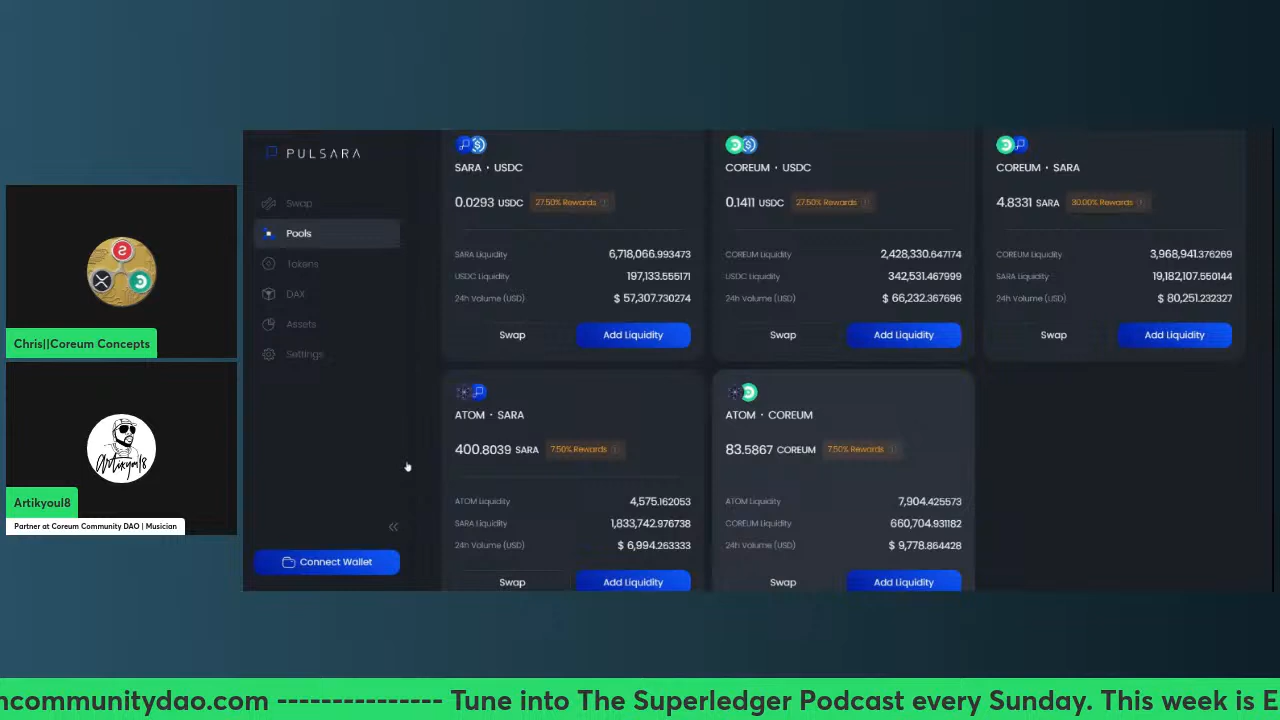 PULSARA
Swap
Pools
Tokens
DAX
Assets
Settings
Connect Wallet
SARA · USDC
0.0293 USDC 27.50% Rewards
SARA Liquidity 6,718,066.993473
USDC Liquidity 197,133.555171
24h Volume (USD) $ 57,307.730274
Swap Add Liquidity
COREUM · USDC
0.1411 USDC 27.50% Rewards
COREUM Liquidity 2,428,330.647174
USDC Liquidity 342,531.467999
24h Volume (USD) $ 66,232.367696
Swap Add Liquidity
COREUM · SARA
4.8331 SARA 30.00% Rewards
COREUM Liquidity 3,968,941.376269
SARA Liquidity 19,182,107.550144
24h Volume (USD) $ 80,251.232327
Swap Add Liquidity
ATOM · SARA
400.8039 SARA 7.50% Rewards
ATOM Liquidity 4,575.162053
SARA Liquidity 1,833,742.976738
24h Volume (USD) $ 6,994.263333
Swap Add Liquidity
ATOM · COREUM
83.5867 COREUM 7.50% Rewards
ATOM Liquidity 7,904.425573
COREUM Liquidity 660,704.931182
24h Volume (USD) $ 9,778.864428
Swap Add Liquidity
Chris||Coreum Concepts
Artikyoul8
Artikyoul8
Partner at Coreum Community DAO | Musician
ncommunitydao.com --------------- Tune into The Superledger Podcast every Sunday. This week is E